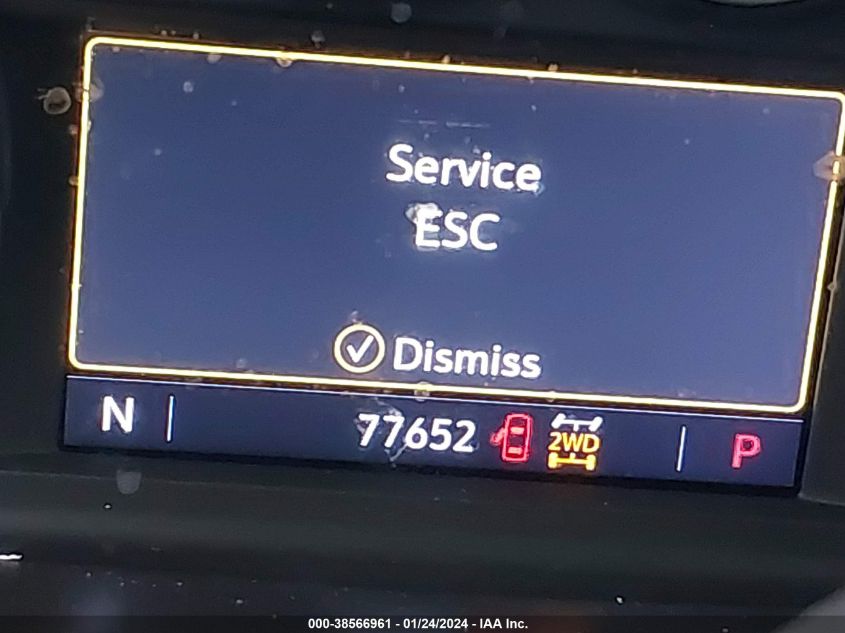 Service
ESC
Dismiss
N 77652 2WD P
000-38566961 - 01/24/2024 - IAA Inc.